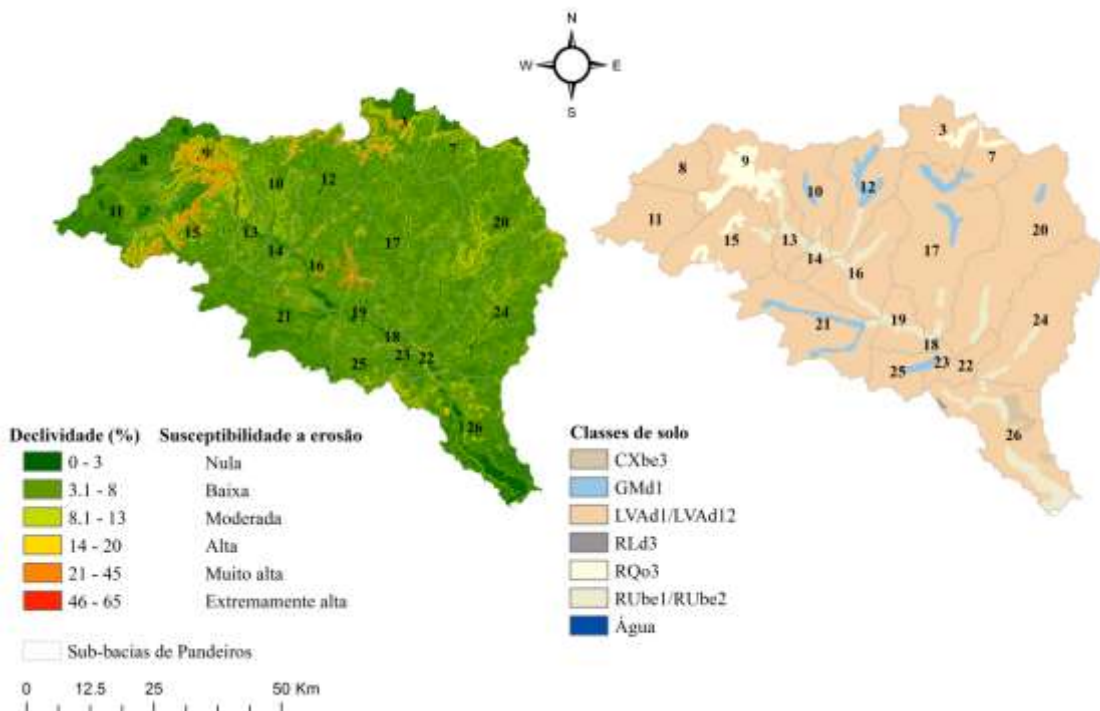 N
W E
S
3
8 9 7
10 12
11 20
15 13 17
14
16
21 19 24
18
25 23 22
26
3
8 9 7
10 12
11 20
15 13 17
14
16
21 19 24
18
25 23 22
26
Declividade (%) Susceptibilidade a erosão
0 - 3 Nula
3.1 - 8 Baixa
8.1 - 13 Moderada
14 - 20 Alta
21 - 45 Muito alta
46 - 65 Extremamente alta
Sub-bacias de Pandeiros
0 12.5 25 50 Km
Classes de solo
CXbe3
GMd1
LVAd1/LVAd12
RLd3
RQo3
RUbe1/RUbe2
Água